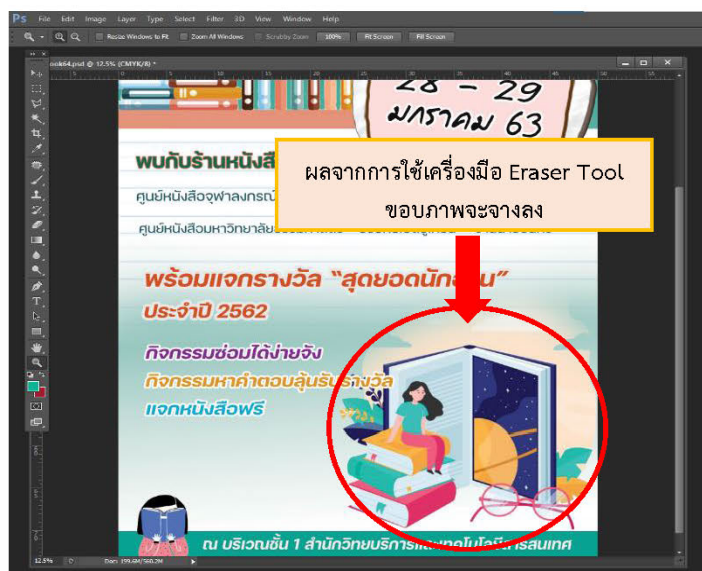 Ps File Edit Image Layer Type Select Filter 3D View Window Help
Resize Windows to Fit Zoom All Windows Scrubby Zoom 100% Fit Screen Fill Screen
ook64.psd @ 12.5% (CMYK/8) *
28 - 29
มกราคม 63
พบกับร้านหนังสื
ผลจากการใช้เครื่องมือ Eraser Tool
ขอบภาพจะจางลง
ศูนย์หนังสือจุฬาลงกรณ์
ศูนย์หนังสือมหาวิทยาลัย
พร้อมแจกรางวัล “สุดยอดนัก
ประจำปี 2562
กิจกรรมซ่อมได้ง่ายจัง
กิจกรรมหาคำตอบลุ้นรับรางวัล
แจกหนังสือฟรี
ณ บริเวณชั้น 1 สำนักวิทยบริการและเทคโนโลยีสารสนเทศ
12.5% Doc: 199.6M/560.2M